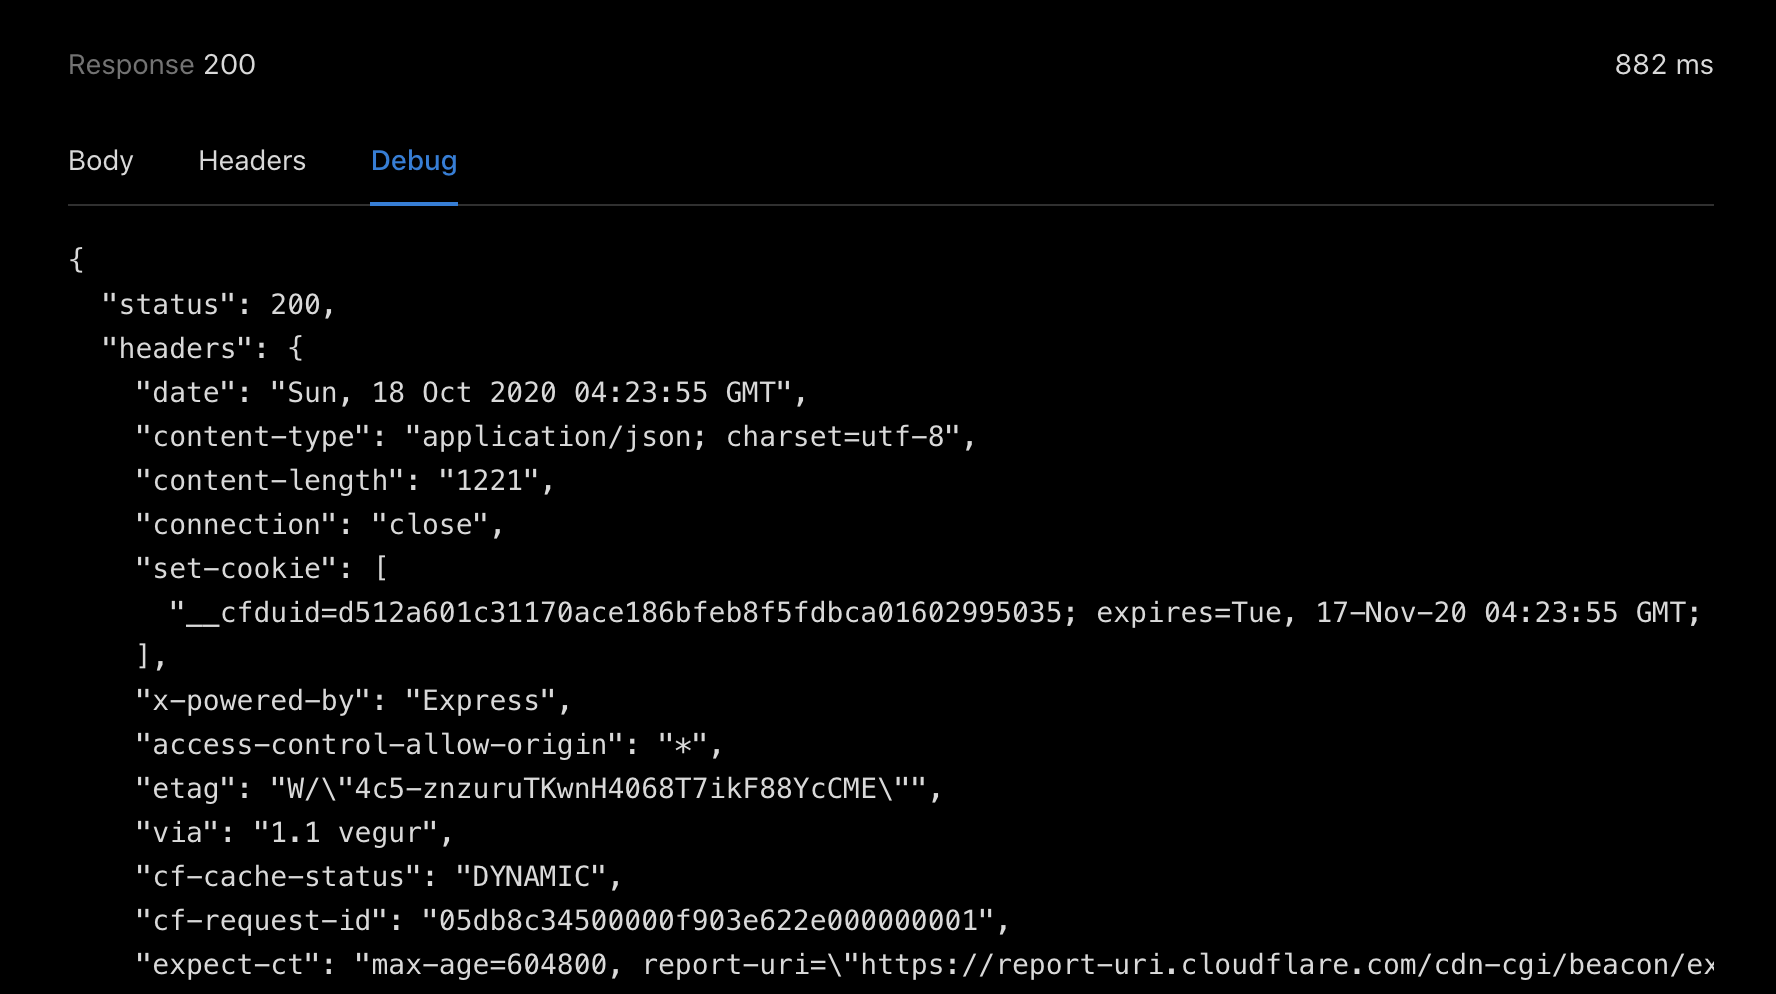 Response 200
882 ms
Body Headers Debug
{
  "status": 200,
  "headers": {
    "date": "Sun, 18 Oct 2020 04:23:55 GMT",
    "content-type": "application/json; charset=utf-8",
    "content-length": "1221",
    "connection": "close",
    "set-cookie": [
      "__cfduid=d512a601c31170ace186bfeb8f5fdbca01602995035; expires=Tue, 17-Nov-20 04:23:55 GMT;
    ],
    "x-powered-by": "Express",
    "access-control-allow-origin": "*",
    "etag": "W/\"4c5-znzuruTKwnH4068T7ikF88YcCME\"",
    "via": "1.1 vegur",
    "cf-cache-status": "DYNAMIC",
    "cf-request-id": "05db8c34500000f903e622e000000001",
    "expect-ct": "max-age=604800, report-uri=\"https://report-uri.cloudflare.com/cdn-cgi/beacon/ex